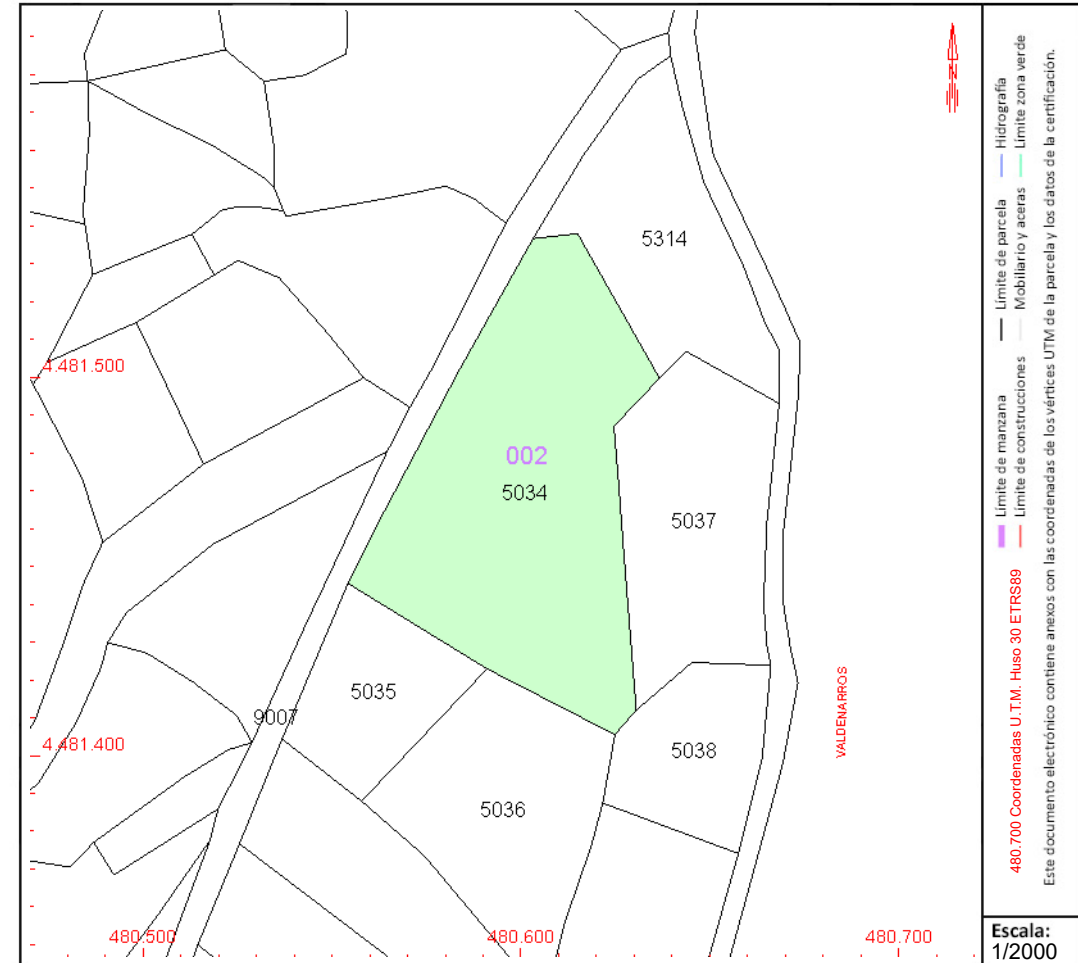 N
5314
4.481.500
002
5034
5037
5035
9007
VALDENARROS
4.481.400
5038
5036
480.500
480.600
480.700
Límite de manzana
Límite de parcela
Hidrografía
Límite de construcciones
Mobiliario y aceras
Límite zona verde
480.700 Coordenadas U.T.M. Huso 30 ETRS89
Este documento electrónico contiene anexos con las coordenadas de los vértices UTM de la parcela y los datos de la certificación.
Escala:
1/2000